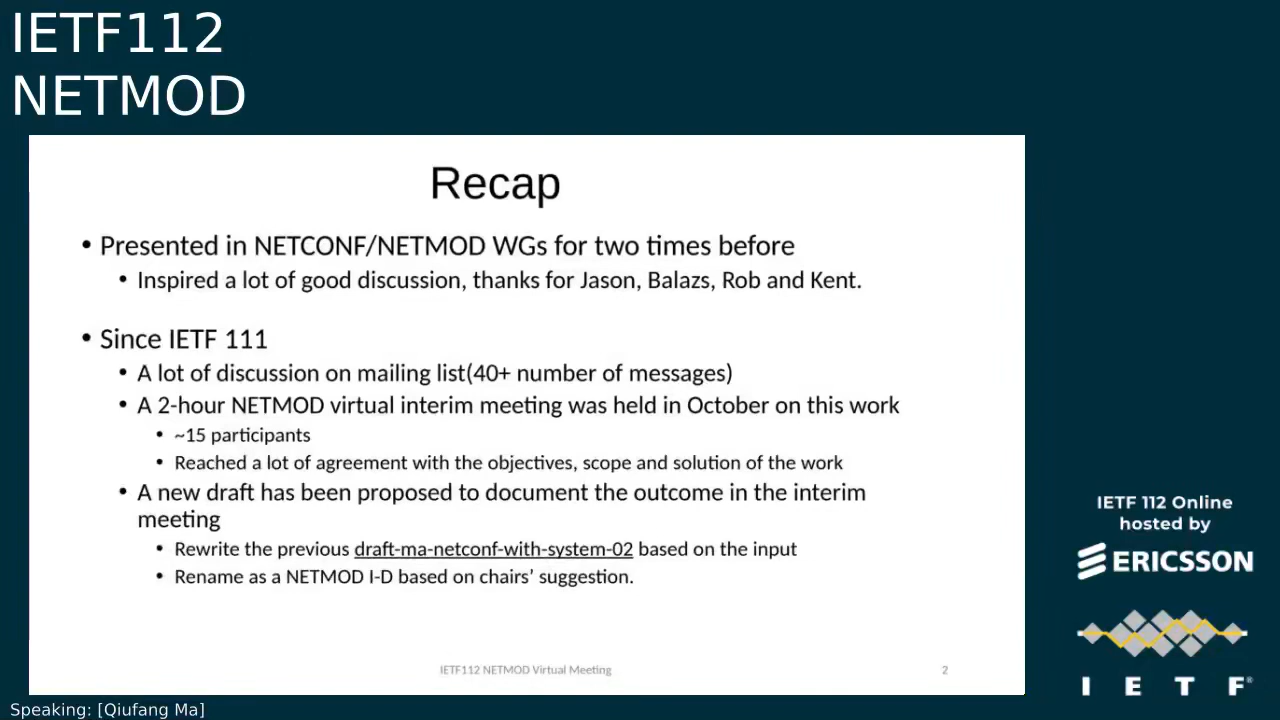 IETF112
NETMOD
Recap
• Presented in NETCONF/NETMOD WGs for two times before
• Inspired a lot of good discussion, thanks for Jason, Balazs, Rob and Kent.
• Since IETF 111
• A lot of discussion on mailing list(40+ number of messages)
• A 2-hour NETMOD virtual interim meeting was held in October on this work
• ~15 participants
• Reached a lot of agreement with the objectives, scope and solution of the work
• A new draft has been proposed to document the outcome in the interim
meeting
• Rewrite the previous draft-ma-netconf-with-system-02 based on the input
• Rename as a NETMOD I-D based on chairs’ suggestion.
IETF112 NETMOD Virtual Meeting 2
IETF 112 Online
hosted by
ERICSSON
I E T F®
Speaking: [Qiufang Ma]